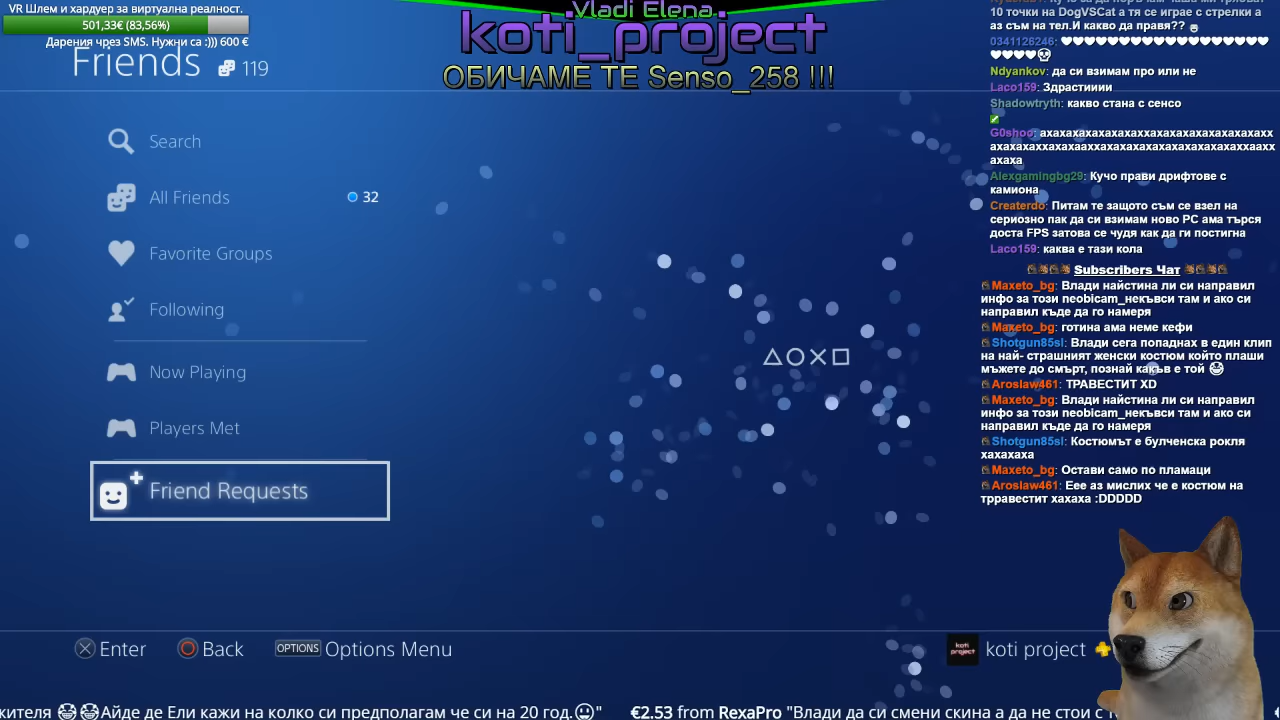 VR Шлем и хардуер за виртуална реалност.
501,33€ (83,56%)
Дарения чрез SMS. Нужни са :))) 600 €
Vladi Elena
koti_project
ОБИЧАМЕ ТЕ Senso_258 !!!
Friends 119
Search
All Friends 32
Favorite Groups
Following
Now Playing
Players Met
Friend Requests
Enter Back OPTIONS Options Menu
koti project
10 точки на DogVSCat а тя се играе с стрелки а
аз съм на тел.И какво да правя??
0341126246:
Ndyankov: да си взимам про или не
Laco159: Здрастииии
Shadowtryth: какво стана с сенсо
G0shoo: ахахахахахахахаххахахахахахахахахахх
ахахахаххахахааххахахахахахахахахаххааххх
ахаха
Alexgamingbg29: Кучо прави дрифтове с
камиона
Createrdo: Питам те защото съм се взел на
сериозно пак да си взимам ново PC ама търся
доста FPS затова се чудя как да ги постигна
Laco159: каква е тази кола
Subscribers Чат
Maxeto_bg: Влади найстина ли си направил
инфо за този neobicam_некъвси там и ако си
направил къде да го намеря
Maxeto_bg: готина ама неме кефи
Shotgun85sl: Влади сега попаднах в един клип
на най- страшният женски костюм който плаши
мъжете до смърт, познай какъв е той
Aroslaw461: ТРАВЕСТИТ XD
Maxeto_bg: Влади найстина ли си направил
инфо за този neobicam_некъвси там и ако си
направил къде да го намеря
Shotgun85sl: Костюмът е булченска рокля
хахахаха
Maxeto_bg: Остави само по пламаци
Aroslaw461: Еее аз мислих че е костюм на
трравестит хахаха :DDDDD
жителя Айде де Ели кажи на колко си предполагам че си на 20 год." €2.53 from RexaPro "Влади да си смени скина а да не стои с